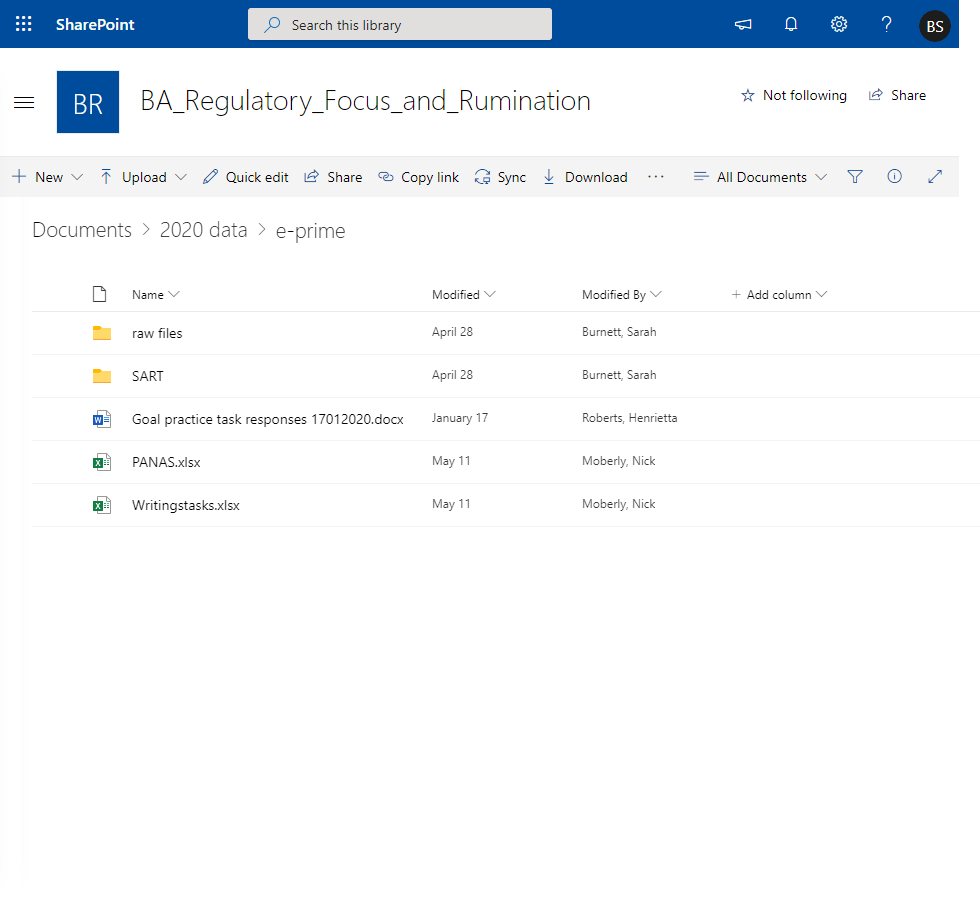 SharePoint Search this library ? BS
BR BA_Regulatory_Focus_and_Rumination Not following Share
New Upload Quick edit Share Copy link Sync Download ··· All Documents
Documents > 2020 data > e-prime
Name Modified Modified By + Add column
raw files April 28 Burnett, Sarah
SART April 28 Burnett, Sarah
Goal practice task responses 17012020.docx January 17 Roberts, Henrietta
PANAS.xlsx May 11 Moberly, Nick
Writingstasks.xlsx May 11 Moberly, Nick